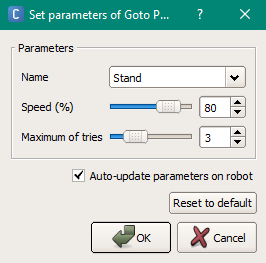 C Set parameters of Goto P... ?
Parameters
Name Stand
Speed (%) 80
Maximum of tries 3
Auto-update parameters on robot
Reset to default
OK Cancel